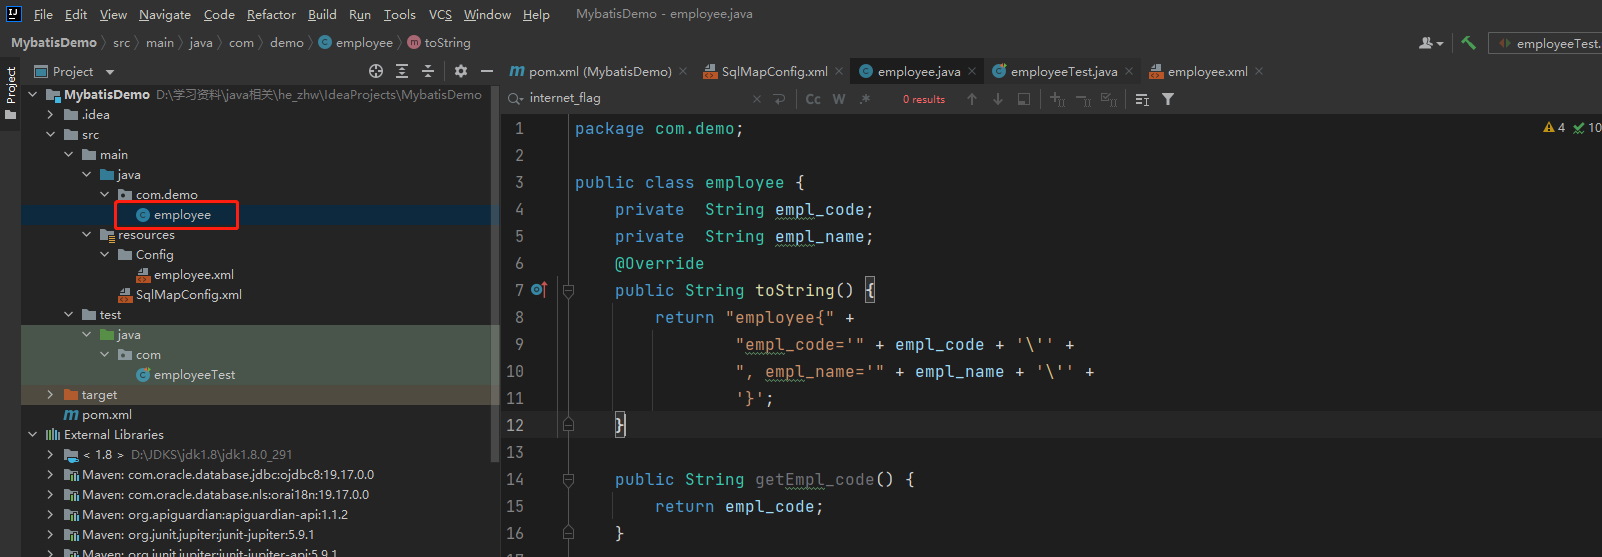 File Edit View Navigate Code Refactor Build Run Tools VCS Window Help MybatisDemo - employee.java
MybatisDemo src main java com demo employee toString employeeTest.
Project
Project
pom.xml (MybatisDemo) SqlMapConfig.xml employee.java employeeTest.java employee.xml
internet_flag Cc W .* 0 results
MybatisDemo D:\学习资料\java相关\he_zhw\IdeaProjects\MybatisDemo
.idea
src
main
java
com.demo
employee
resources
Config
employee.xml
SqlMapConfig.xml
test
java
com
employeeTest
target
pom.xml
External Libraries
< 1.8 > D:\JDKS\jdk1.8\jdk1.8.0_291
Maven: com.oracle.database.jdbc:ojdbc8:19.17.0.0
Maven: com.oracle.database.nls:orai18n:19.17.0.0
Maven: org.apiguardian:apiguardian-api:1.1.2
Maven: org.junit.jupiter:junit-jupiter:5.9.1
Maven: org.junit.jupiter:junit-jupiter-api:5.9.1
4 10
1 package com.demo;
2
3 public class employee {
4 private String empl_code;
5 private String empl_name;
6 @Override
7 public String toString() {
8 return "employee{" +
9 "empl_code='" + empl_code + '\'' +
10 ", empl_name='" + empl_name + '\'' +
11 '}';
12 }
13
14 public String getEmpl_code() {
15 return empl_code;
16 }